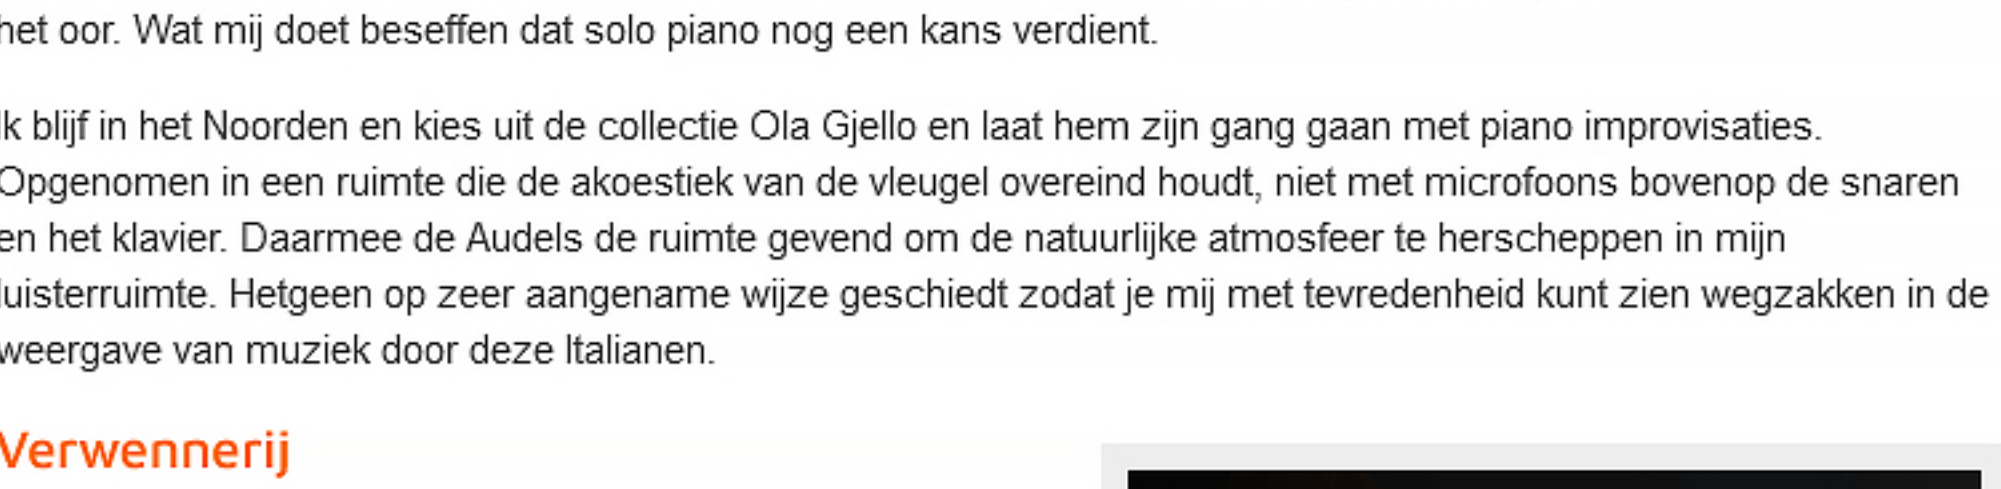 het oor. Wat mij doet beseffen dat solo piano nog een kans verdient.
Ik blijf in het Noorden en kies uit de collectie Ola Gjello en laat hem zijn gang gaan met piano improvisaties.
Opgenomen in een ruimte die de akoestiek van de vleugel overeind houdt, niet met microfoons bovenop de snaren
en het klavier. Daarmee de Audels de ruimte gevend om de natuurlijke atmosfeer te herscheppen in mijn
luisterruimte. Hetgeen op zeer aangename wijze geschiedt zodat je mij met tevredenheid kunt zien wegzakken in de
weergave van muziek door deze Italianen.
Verwennerij